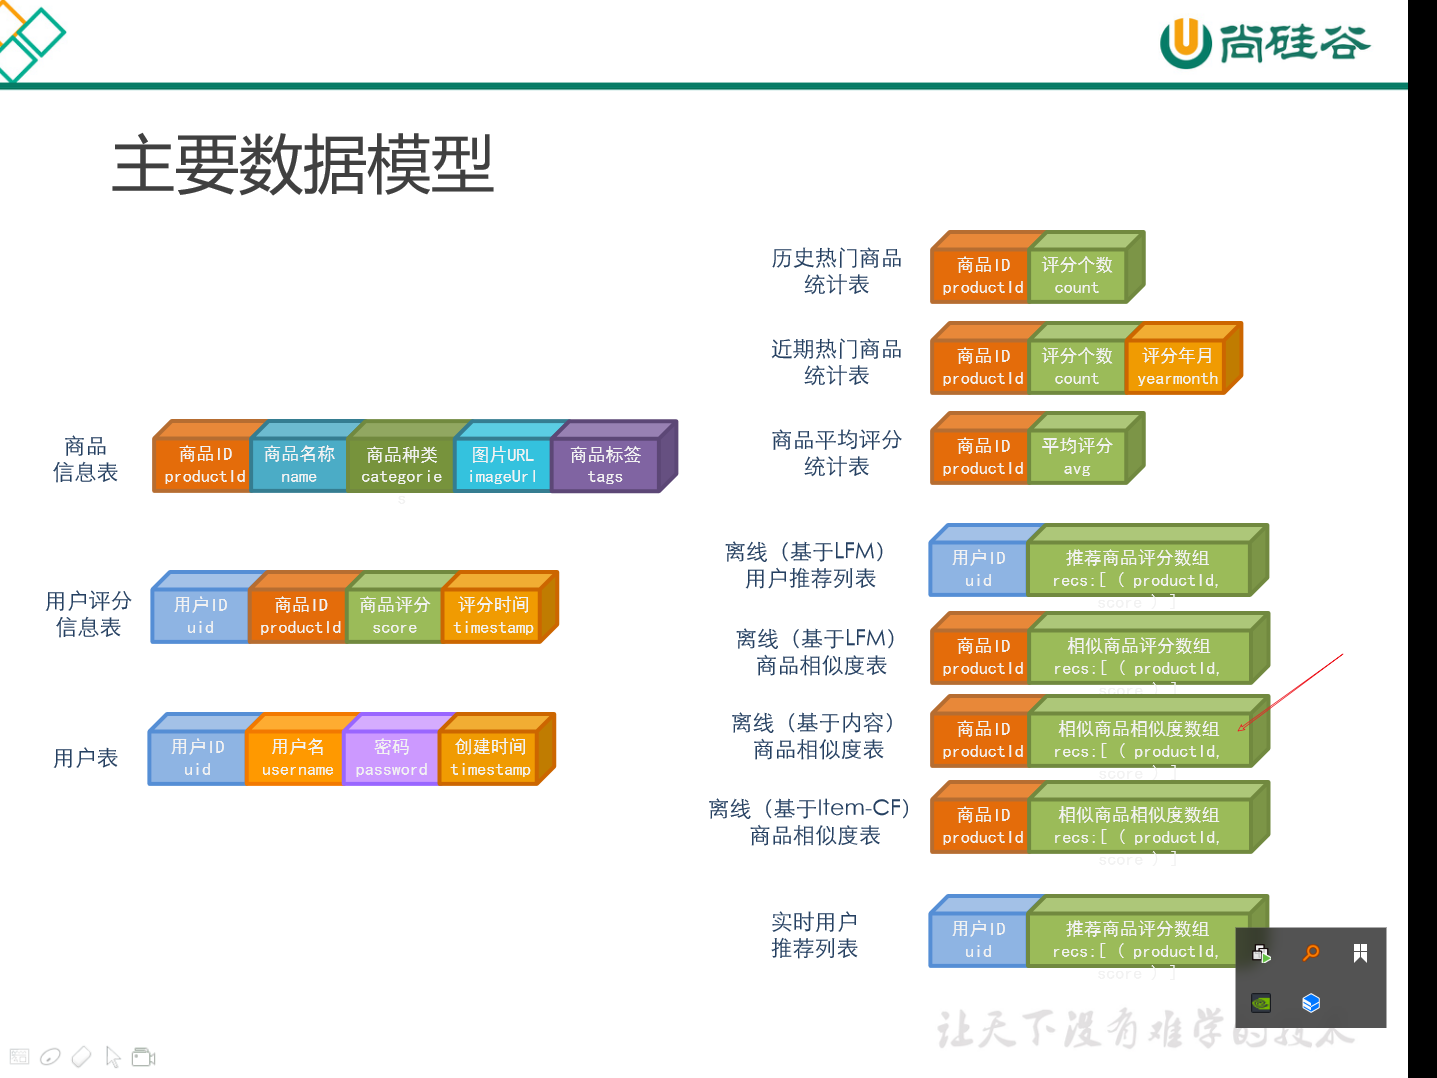 尚硅谷
主要数据模型
商品
信息表
商品ID
productId
商品名称
name
商品种类
categorie
s
图片URL
imageUrl
商品标签
tags
用户评分
信息表
用户ID
uid
商品ID
productId
商品评分
score
评分时间
timestamp
用户表
用户ID
uid
用户名
username
密码
password
创建时间
timestamp
历史热门商品
统计表
商品ID
productId
评分个数
count
近期热门商品
统计表
商品ID
productId
评分个数
count
评分年月
yearmonth
商品平均评分
统计表
商品ID
productId
平均评分
avg
离线（基于LFM）
用户推荐列表
用户ID
uid
推荐商品评分数组
recs:[ ( productId,
score ) ]
离线（基于LFM）
商品相似度表
商品ID
productId
相似商品评分数组
recs:[ ( productId,
score ) ]
离线（基于内容）
商品相似度表
商品ID
productId
相似商品相似度数组
recs:[ ( productId,
score ) ]
离线（基于Item-CF）
商品相似度表
商品ID
productId
相似商品相似度数组
recs:[ ( productId,
score ) ]
实时用户
推荐列表
用户ID
uid
推荐商品评分数组
recs:[ ( productId,
score ) ]
让天下没有难学的技术